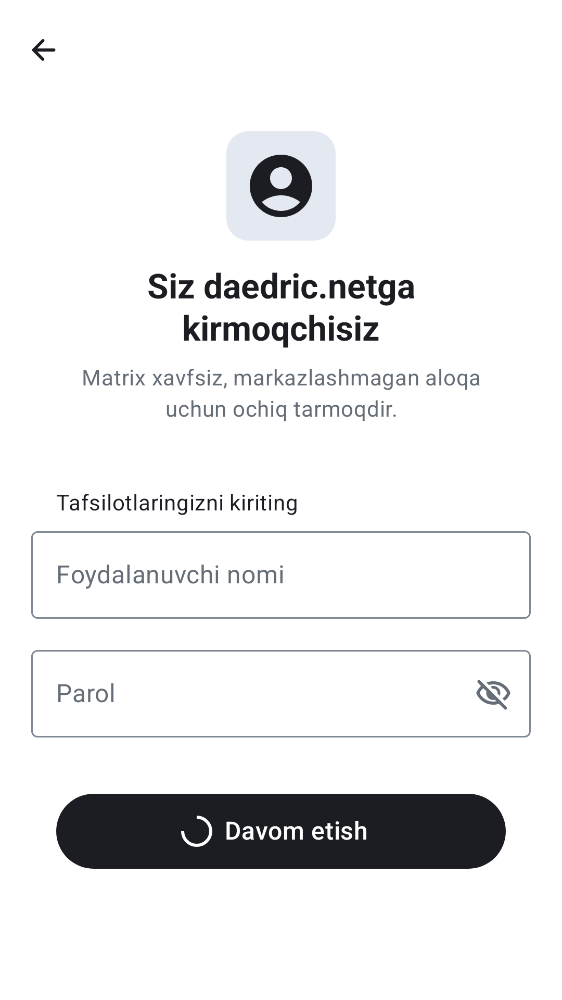 Siz daedric.netga
kirmoqchisiz
Matrix xavfsiz, markazlashmagan aloqa
uchun ochiq tarmoqdir.
Tafsilotlaringizni kiriting
Foydalanuvchi nomi
Parol
Davom etish